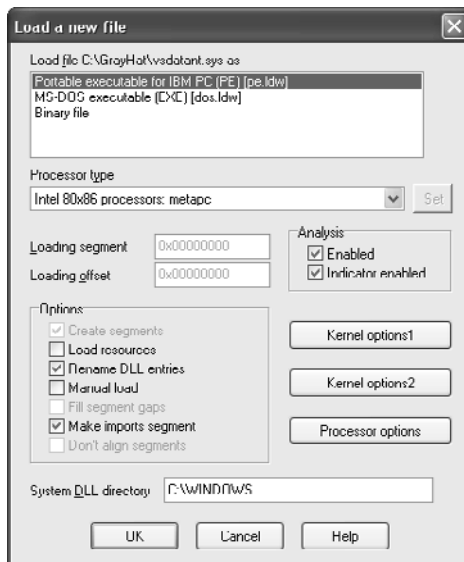 Load a new file
Load file C:\GrayHat\vsdatant.sys as
Portable executable for IBM PC (PE) [pe.ldw]
MS-DOS executable (EXE) [dos.ldw]
Binary file
Processor type
Intel 80x86 processors: metapc
Set
Loading segment 0x00000000
Loading offset 0x00000000
Analysis
Enabled
Indicator enabled
Options
Create segments
Load resources
Rename DLL entries
Manual load
Fill segment gaps
Make imports segment
Don't align segments
Kernel options1
Kernel options2
Processor options
System DLL directory C:\WINDOWS
OK
Cancel
Help